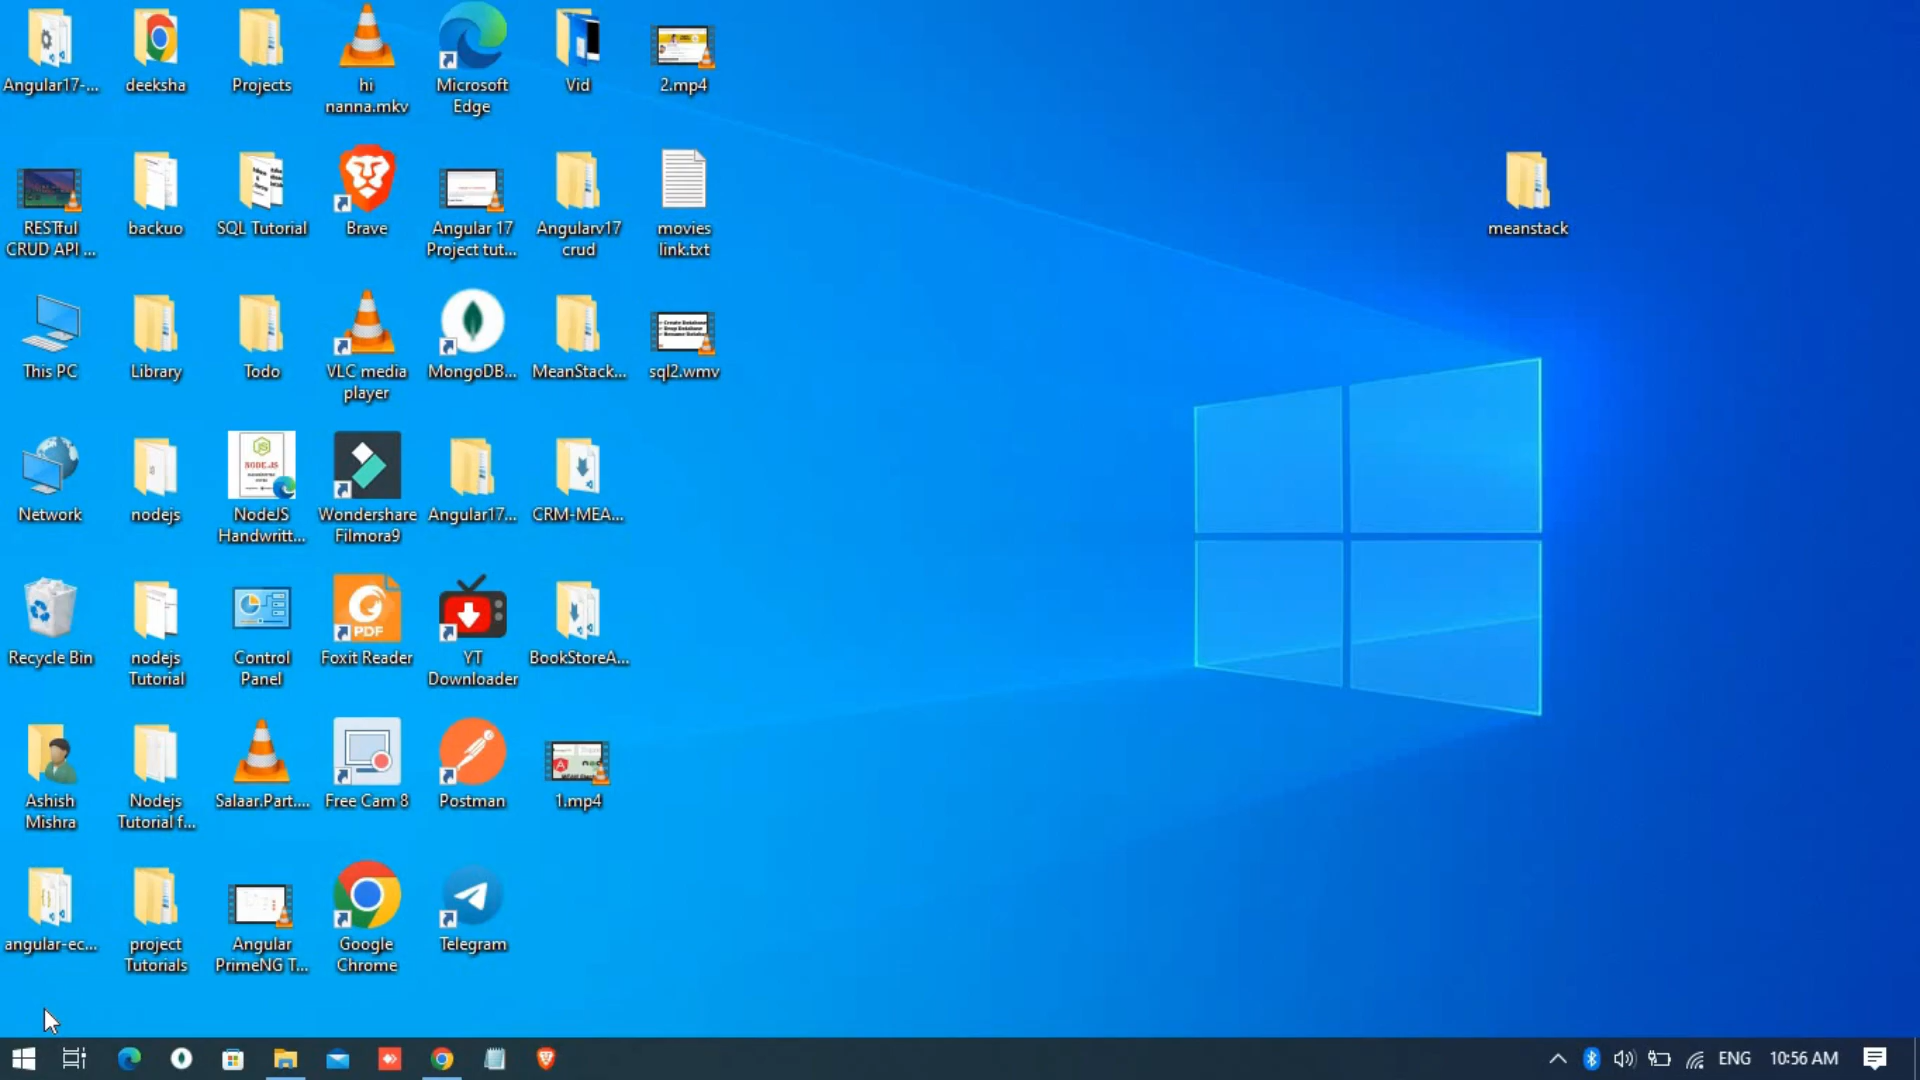 Angular17-...
deeksha
Projects
hi
nanna.mkv
Microsoft
Edge
Vid
2.mp4
RESTful
CRUD API ...
backuo
SQL Tutorial
Brave
Angular 17
Project tut...
Angularv17
crud
movies
link.txt
meanstack
This PC
Library
Todo
VLC media
player
MongoDB...
MeanStack...
sql2.wmv
Network
nodejs
NodeJS
Handwritt...
Wondershare
Filmora9
Angular17...
CRM-MEA...
Recycle Bin
nodejs
Tutorial
Control
Panel
PDF
Foxit Reader
YT
Downloader
BookStoreA...
Ashish
Mishra
Nodejs
Tutorial f...
Salaar.Part....
Free Cam 8
Postman
1.mp4
angular-ec...
project
Tutorials
Angular
PrimeNG T...
Google
Chrome
Telegram
ENG
10:56 AM